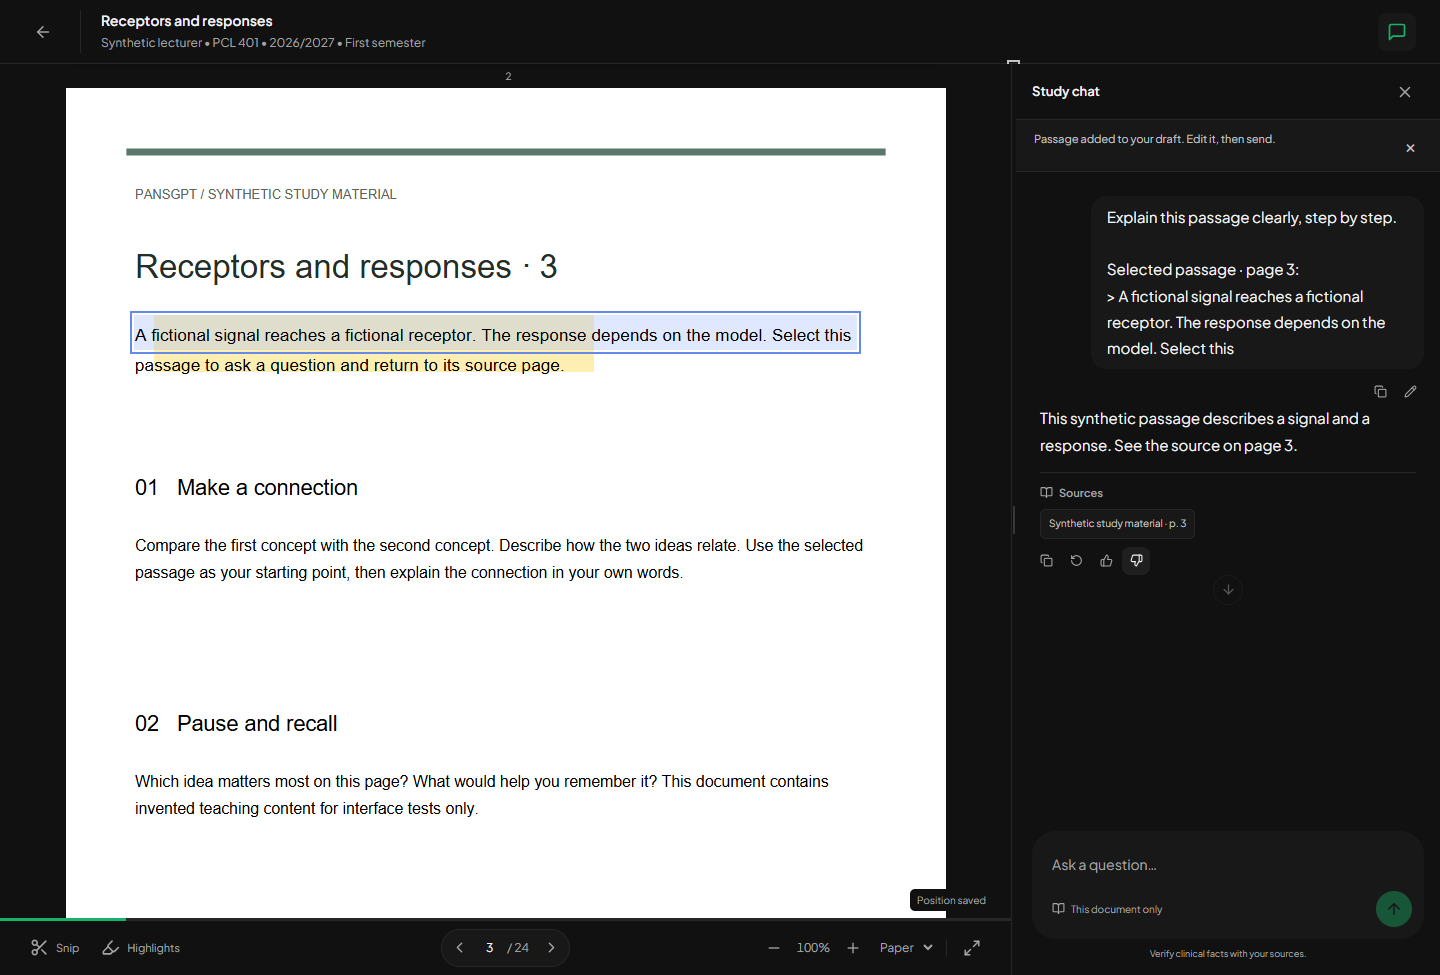 Receptors and responses
Synthetic lecturer • PCL 401 • 2026/2027 • First semester
2
PANSGPT / SYNTHETIC STUDY MATERIAL
Receptors and responses · 3
A fictional signal reaches a fictional receptor. The response depends on the model. Select this
passage to ask a question and return to its source page.
01 Make a connection
Compare the first concept with the second concept. Describe how the two ideas relate. Use the selected
passage as your starting point, then explain the connection in your own words.
02 Pause and recall
Which idea matters most on this page? What would help you remember it? This document contains
invented teaching content for interface tests only.
Position saved
Snip
Highlights
3 / 24
100%
Paper
Study chat
Passage added to your draft. Edit it, then send.
Explain this passage clearly, step by step.
Selected passage · page 3:
> A fictional signal reaches a fictional
receptor. The response depends on the
model. Select this
This synthetic passage describes a signal and a
response. See the source on page 3.
Sources
Synthetic study material · p. 3
Ask a question...
This document only
Verify clinical facts with your sources.